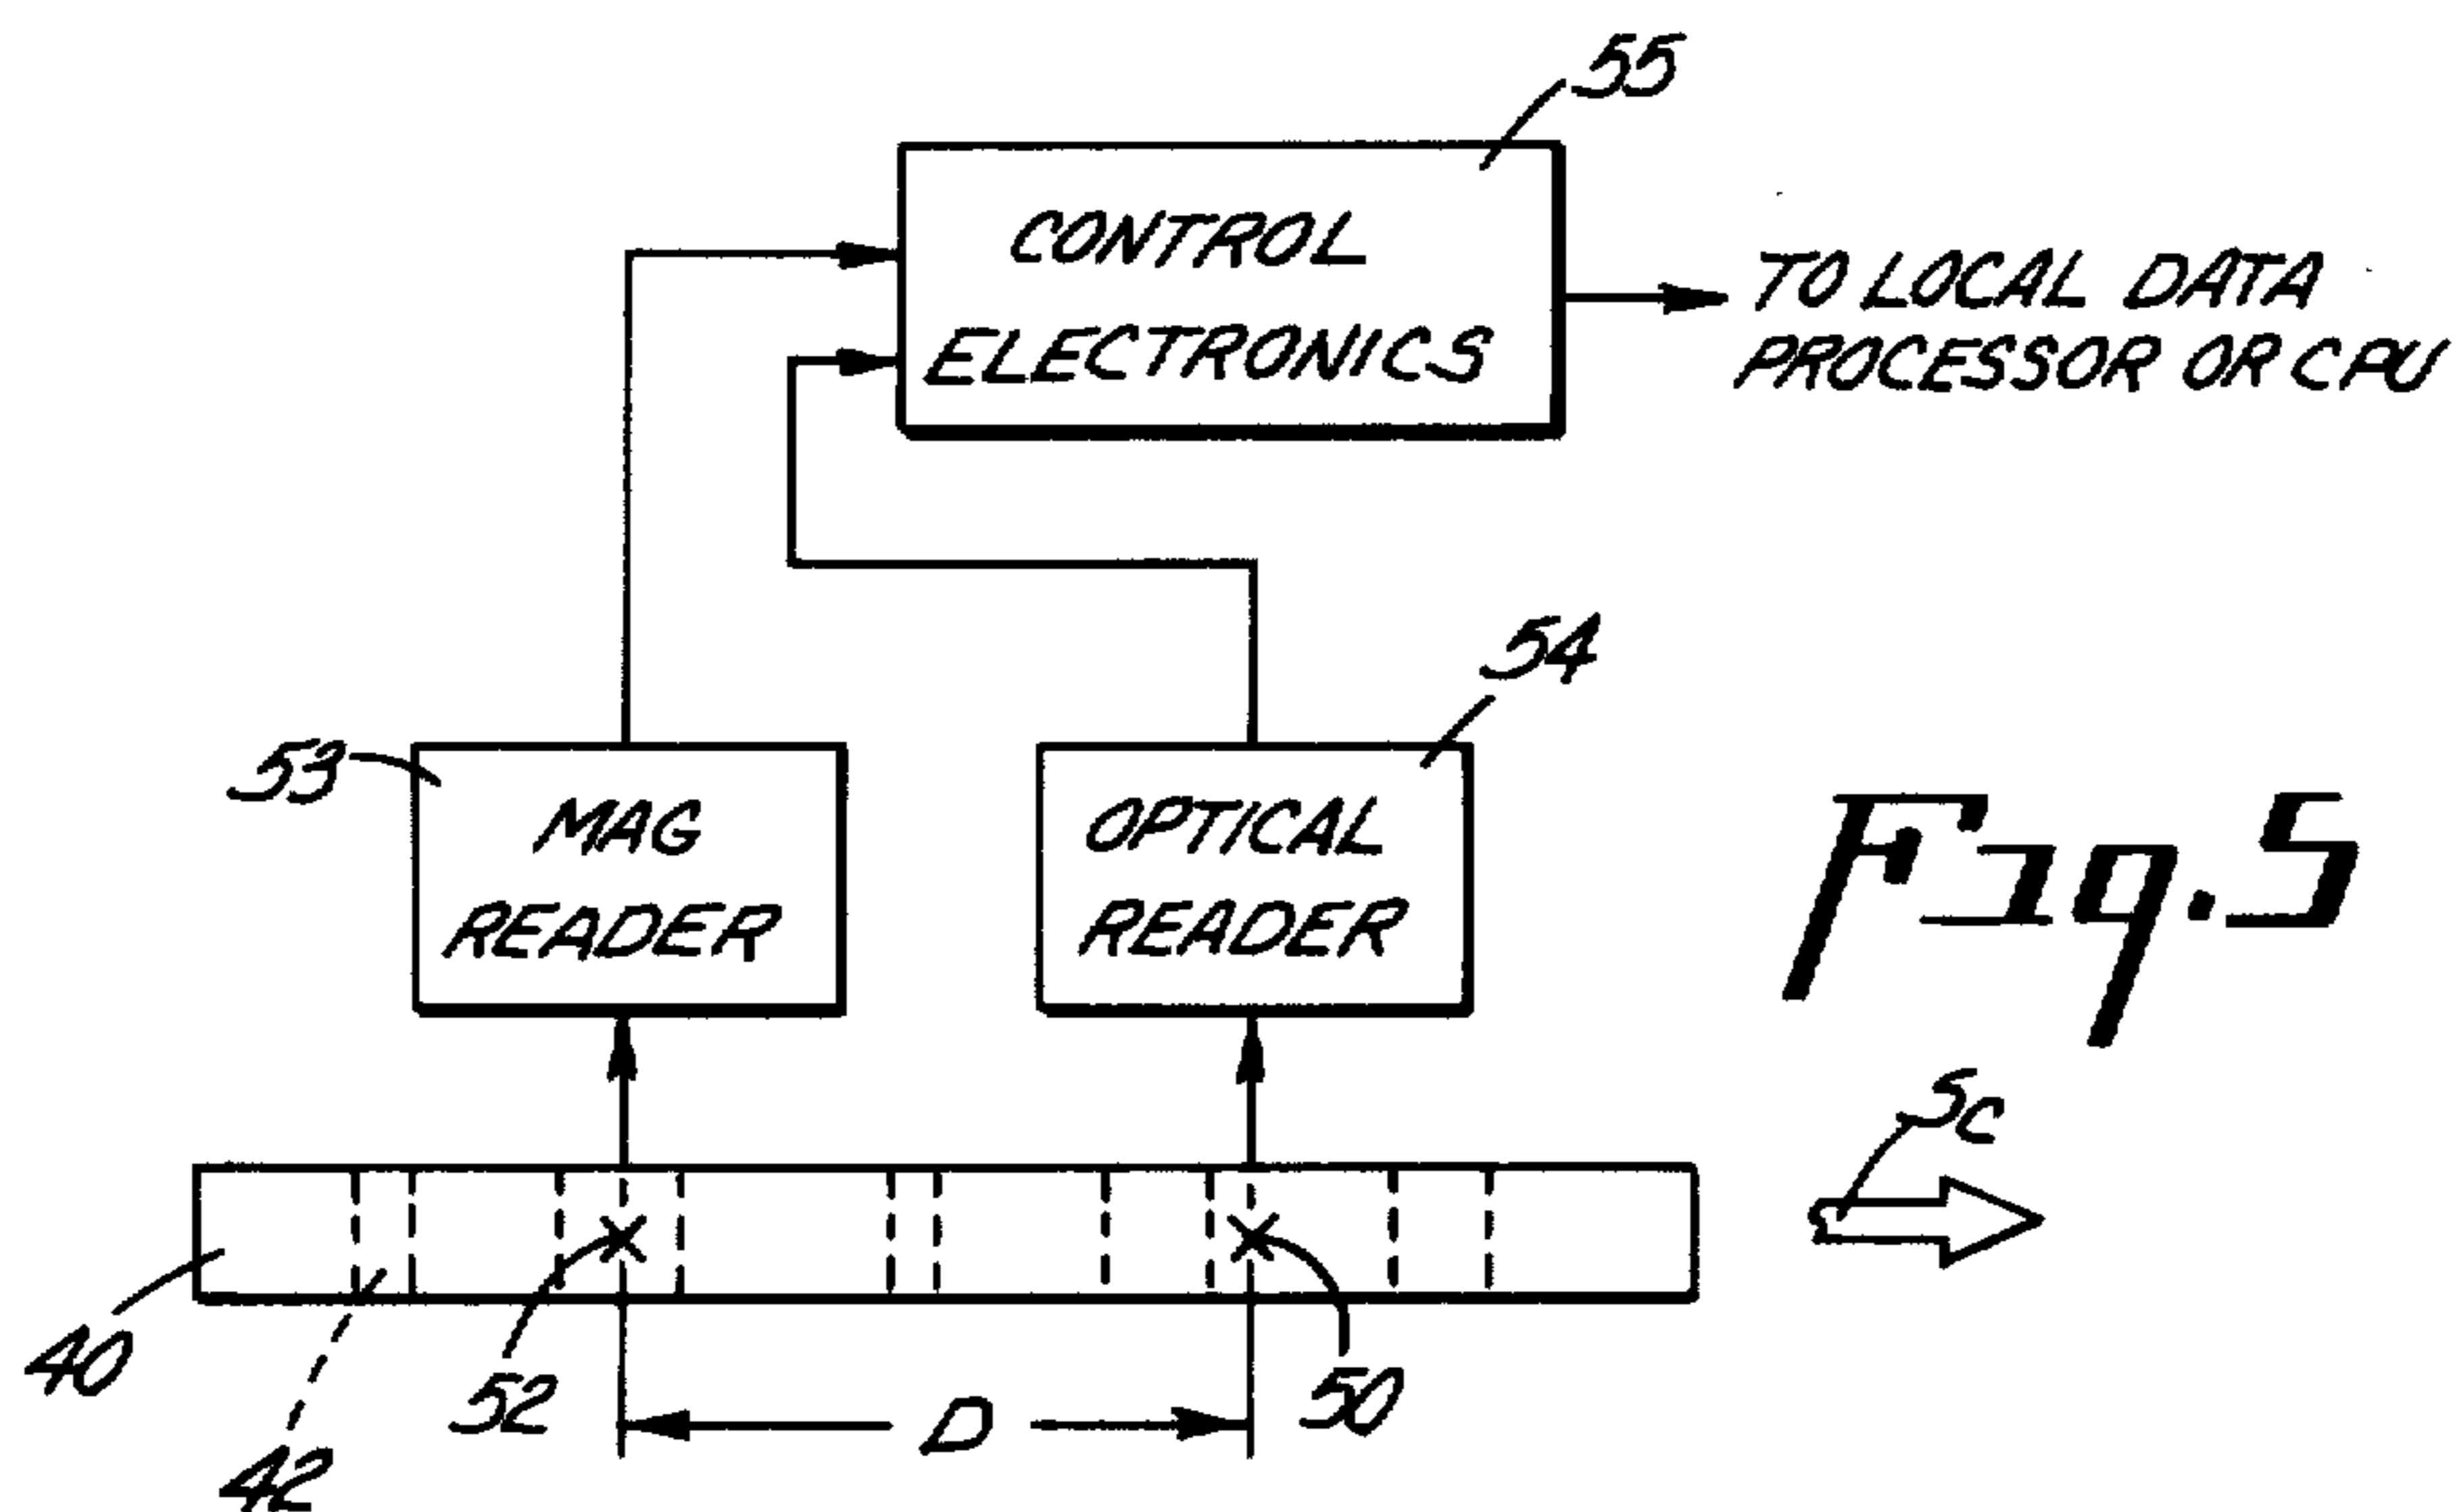 55
CONTROL
ELECTRONICS
TO LOCAL DATA
PROCESSOR OR CPU
54
53
MAG
READER
OPTICAL
READER
Fig. 5
Sc
40
52
50
D
42